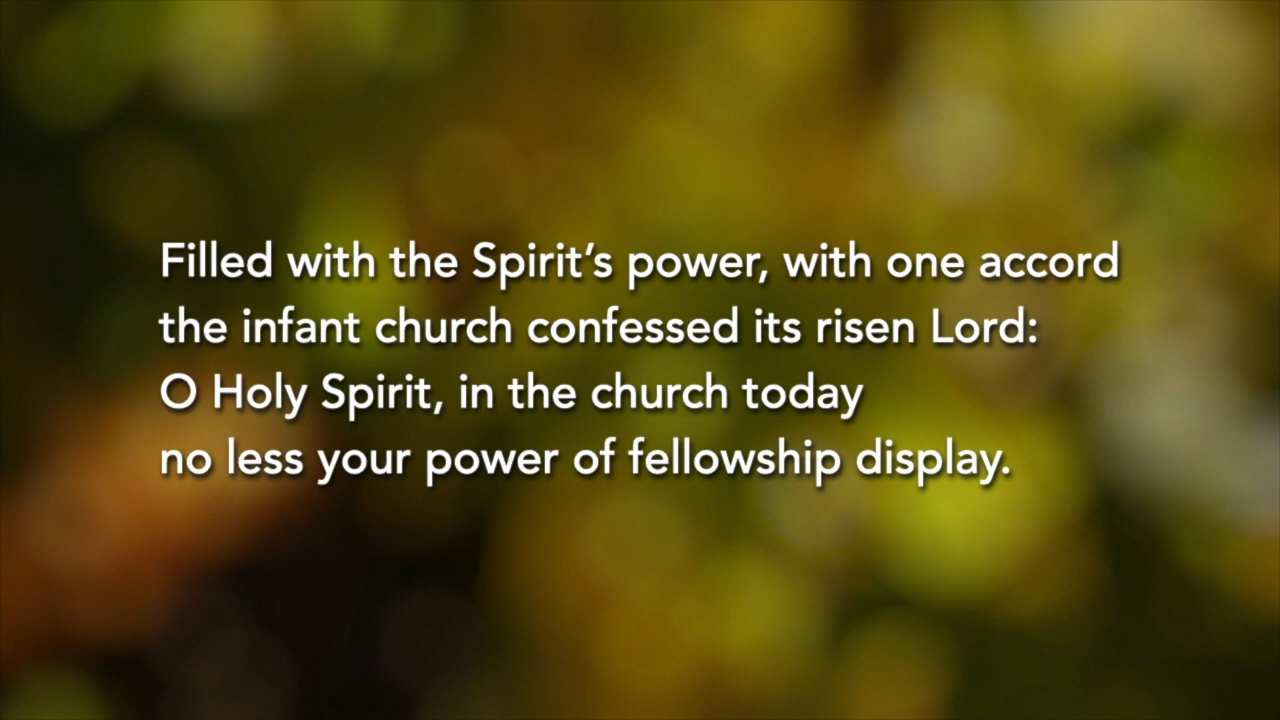 Filled with the Spirit’s power, with one accord
the infant church confessed its risen Lord:
O Holy Spirit, in the church today
no less your power of fellowship display.